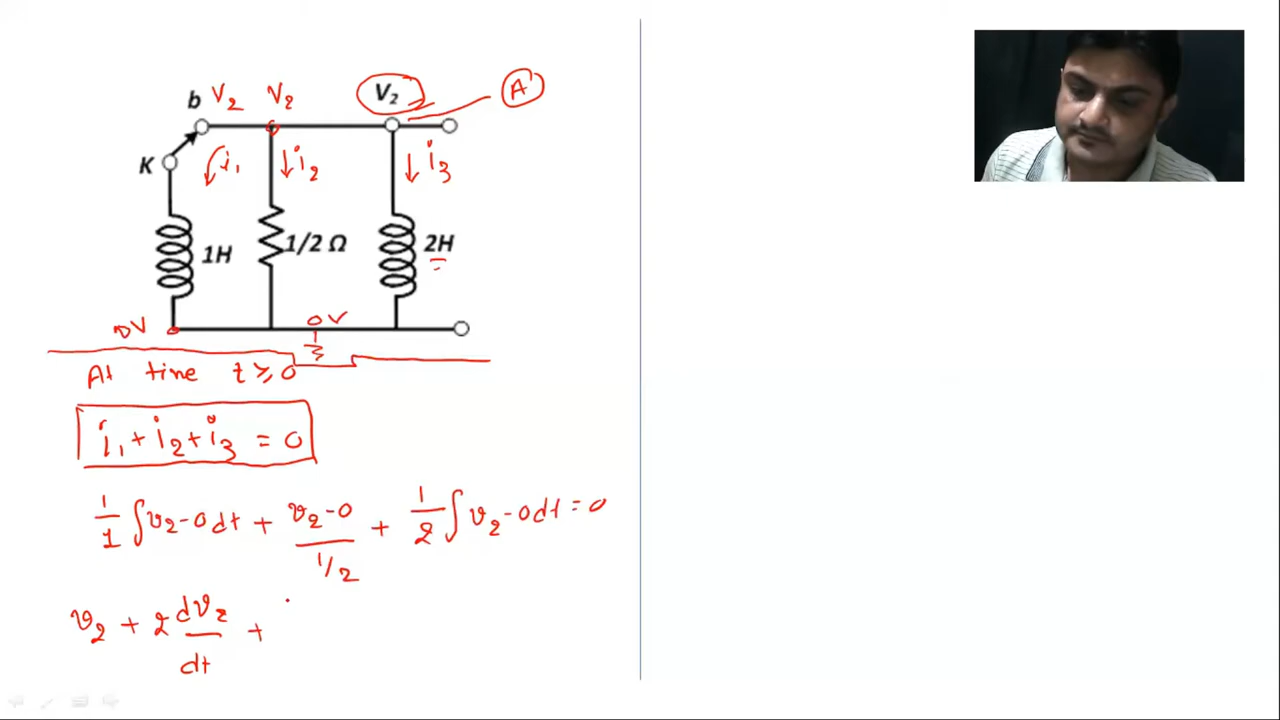 b V₂ V₂ V₂ A'
K i₁ i₂ i₃
1H 1/2 Ω 2H
0V 0V
At time t ≥ 0
i₁ + i₂ + i₃ = 0
1/1 ∫ v₂-0 dt + (v₂-0)/(1/2) + 1/2 ∫ v₂-0 dt = 0
v₂ + 2 dv₂/dt +